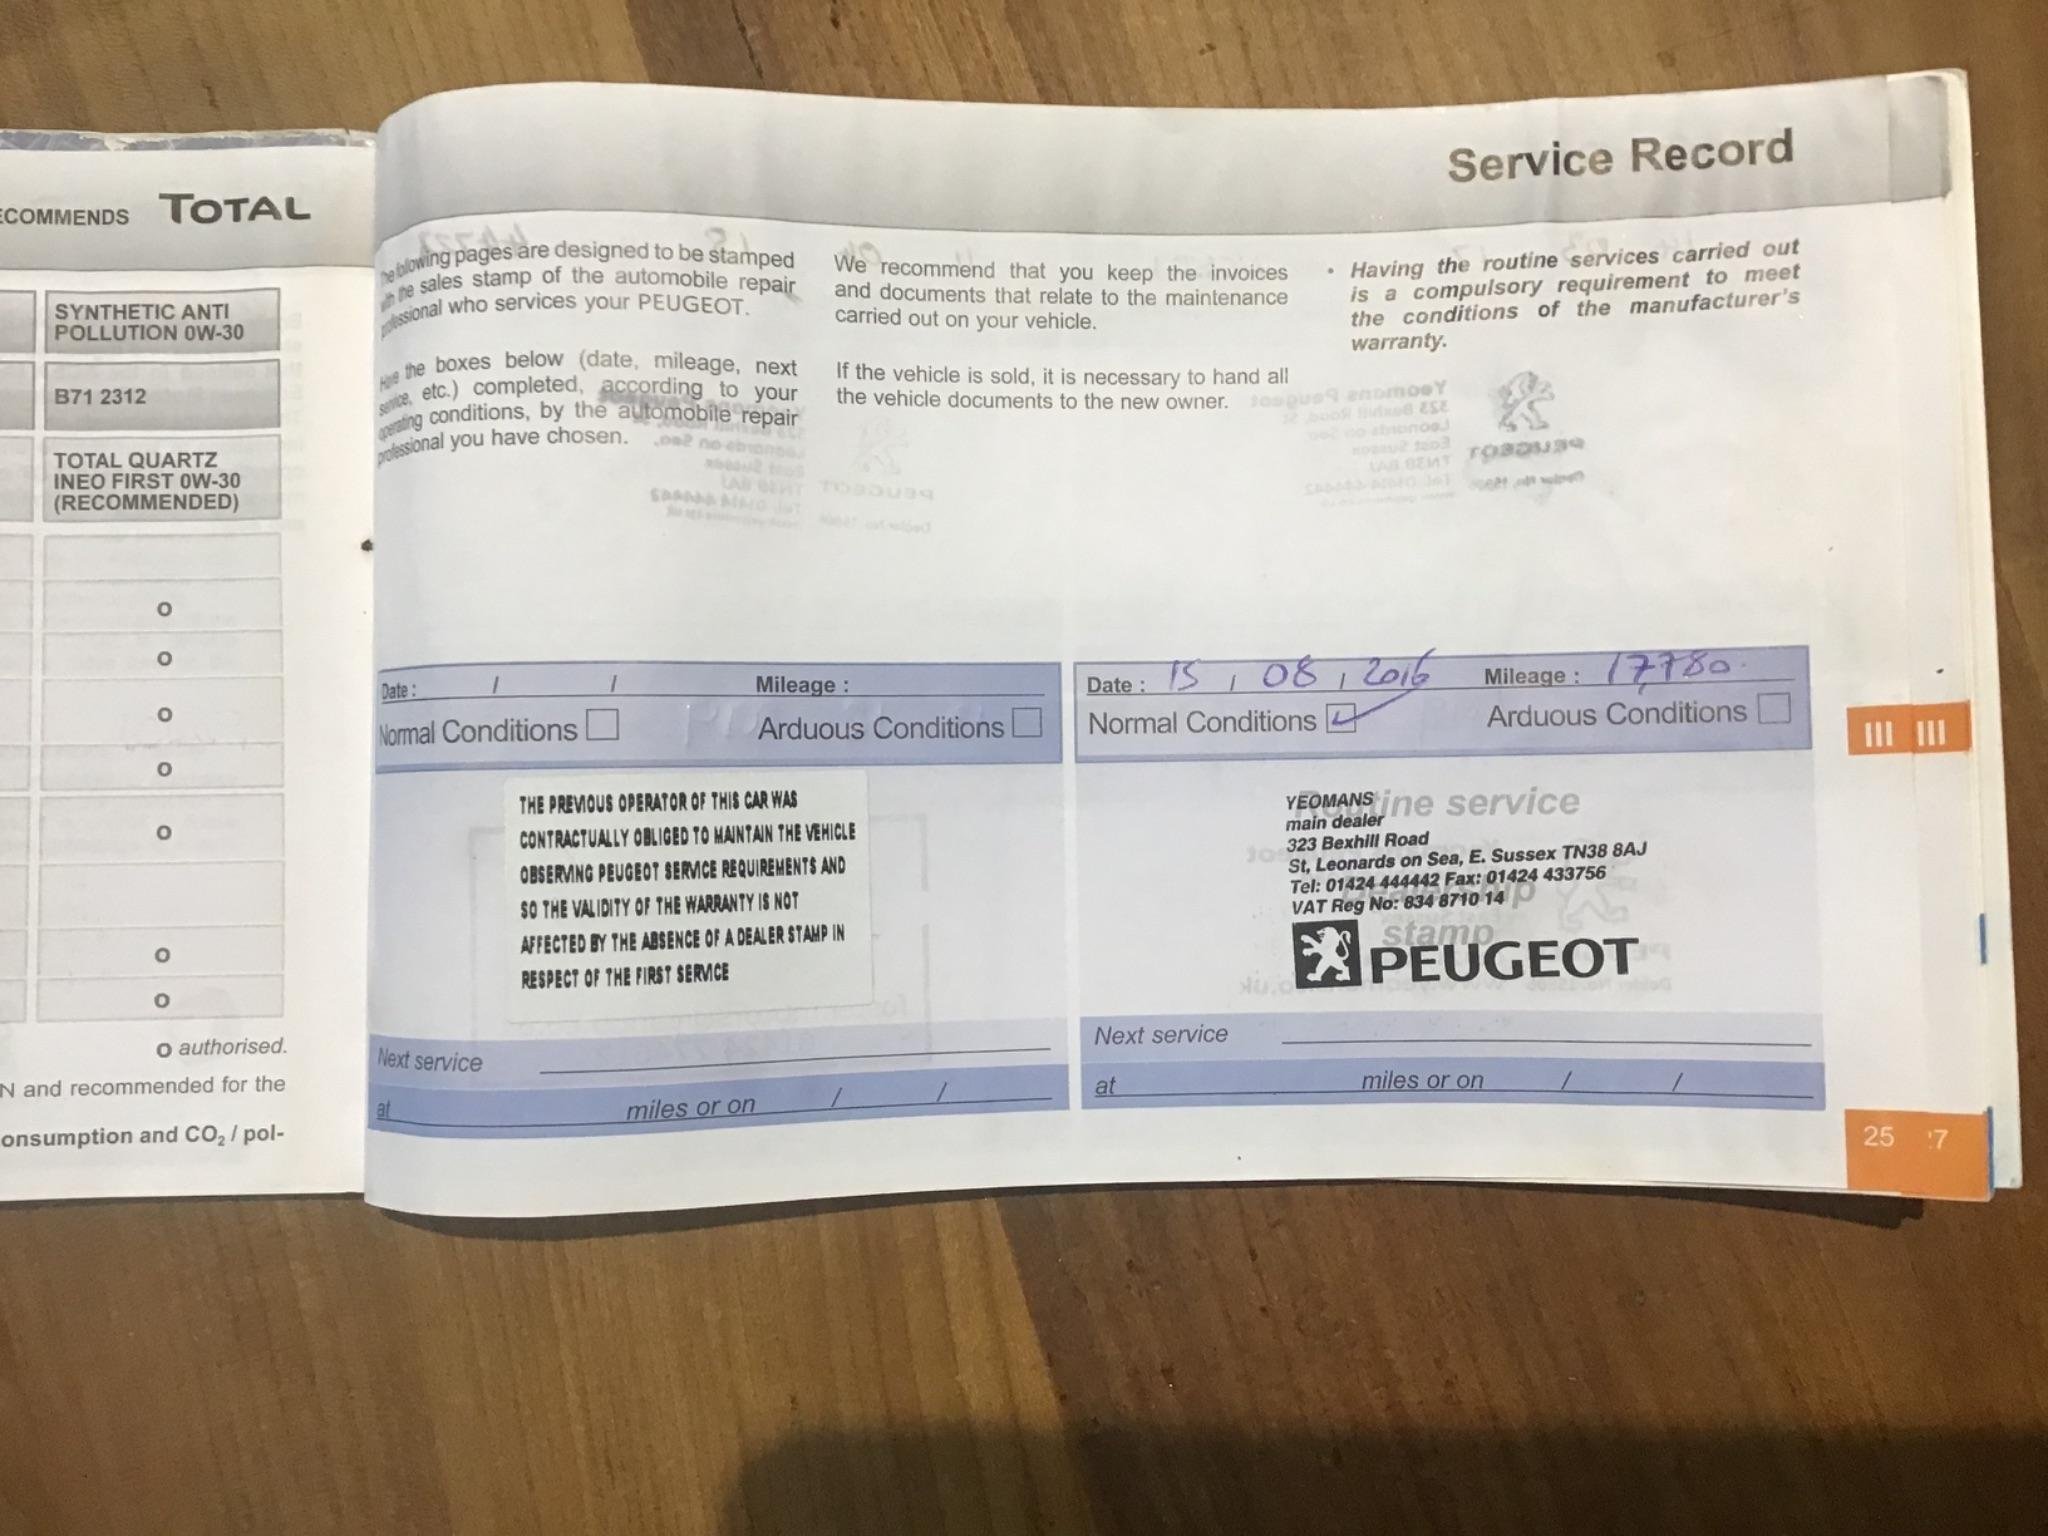 ECOMMENDS TOTAL
SYNTHETIC ANTI
POLLUTION 0W-30
B71 2312
TOTAL QUARTZ
INEO FIRST 0W-30
(RECOMMENDED)
O
O
O
O
O
O
O
O authorised.
N and recommended for the
onsumption and CO₂ / pol-
Service Record
The following pages are designed to be stamped
with the sales stamp of the automobile repair
professional who services your PEUGEOT.
Have the boxes below (date, mileage, next
service, etc.) completed, according to your
operating conditions, by the automobile repair
professional you have chosen.
We recommend that you keep the invoices
and documents that relate to the maintenance
carried out on your vehicle.
If the vehicle is sold, it is necessary to hand all
the vehicle documents to the new owner.
• Having the routine services carried out
is a compulsory requirement to meet
the conditions of the manufacturer's
warranty.
Date : / / Mileage :
Normal Conditions Arduous Conditions
THE PREVIOUS OPERATOR OF THIS CAR WAS
CONTRACTUALLY OBLIGED TO MAINTAIN THE VEHICLE
OBSERVING PEUGEOT SERVICE REQUIREMENTS AND
SO THE VALIDITY OF THE WARRANTY IS NOT
AFFECTED BY THE ABSENCE OF A DEALER STAMP IN
RESPECT OF THE FIRST SERVICE
Next service
at miles or on / /
Date : 15 / 08 / 2016 Mileage : 17,780
Normal Conditions ✓ Arduous Conditions
Routine service
Dealership
stamp
YEOMANS
main dealer
323 Bexhill Road
St, Leonards on Sea, E. Sussex TN38 8AJ
Tel: 01424 444442 Fax: 01424 433756
VAT Reg No: 834 8710 14
PEUGEOT
Next service
at miles or on / /
III III
25 7